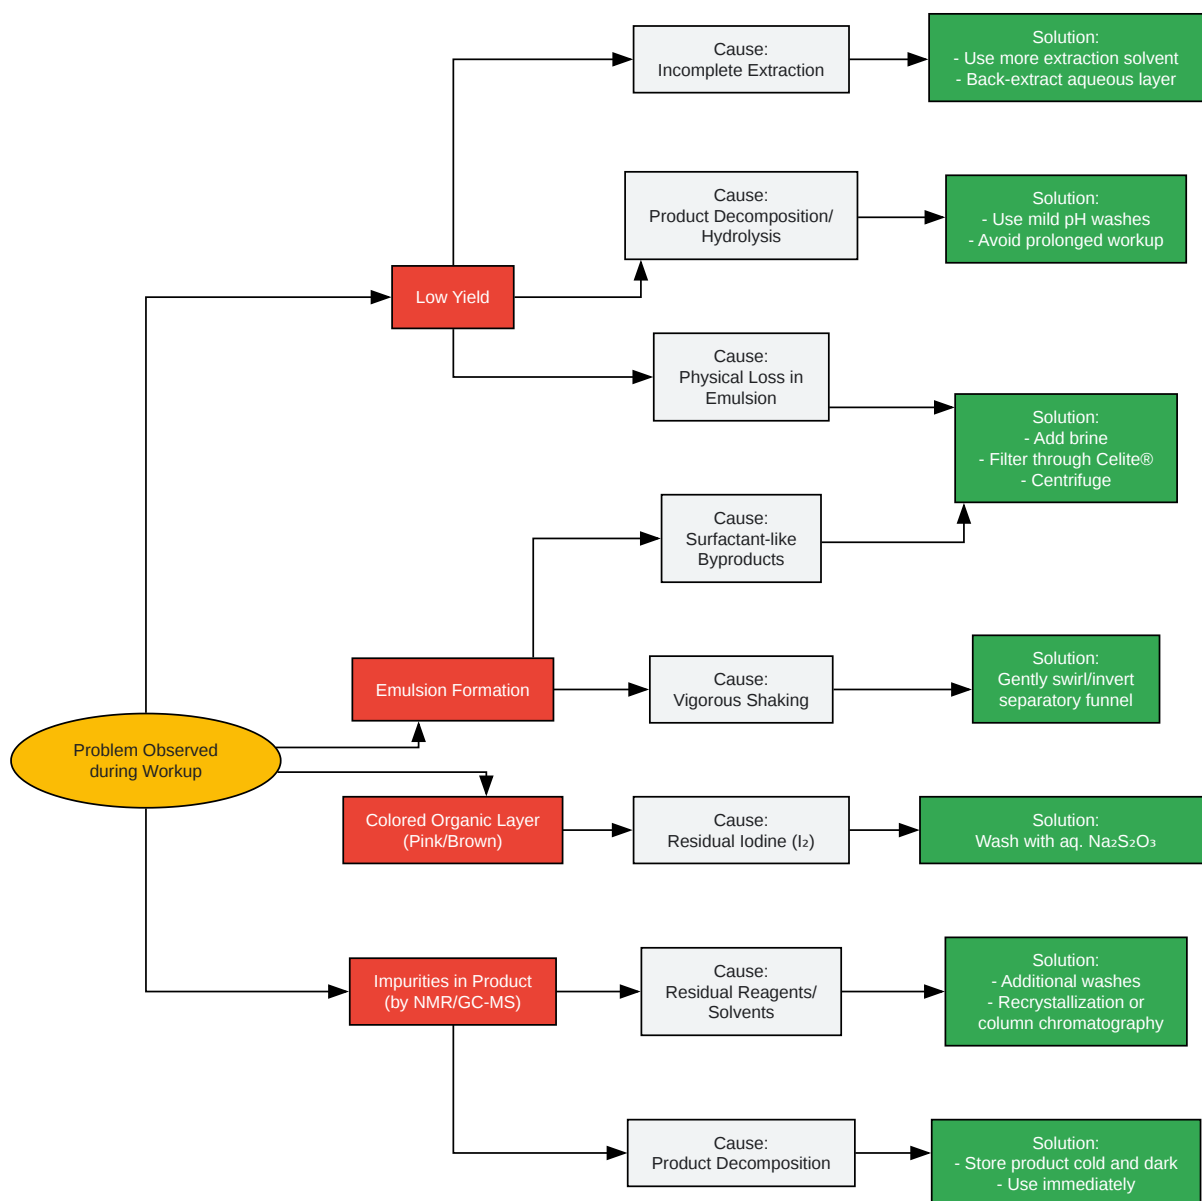 Cause:
Incomplete Extraction
Solution:
- Use more extraction solvent
- Back-extract aqueous layer
Cause:
Product Decomposition/
Hydrolysis
Solution:
- Use mild pH washes
- Avoid prolonged workup
Low Yield
Cause:
Physical Loss in
Emulsion
Solution:
- Add brine
- Filter through Celite®
- Centrifuge
Cause:
Surfactant-like
Byproducts
Emulsion Formation
Cause:
Vigorous Shaking
Solution:
Gently swirl/invert
separatory funnel
Problem Observed
during Workup
Colored Organic Layer
(Pink/Brown)
Cause:
Residual Iodine (I₂)
Solution:
Wash with aq. Na₂S₂O₃
Impurities in Product
(by NMR/GC-MS)
Cause:
Residual Reagents/
Solvents
Solution:
- Additional washes
- Recrystallization or
column chromatography
Cause:
Product Decomposition
Solution:
- Store product cold and dark
- Use immediately